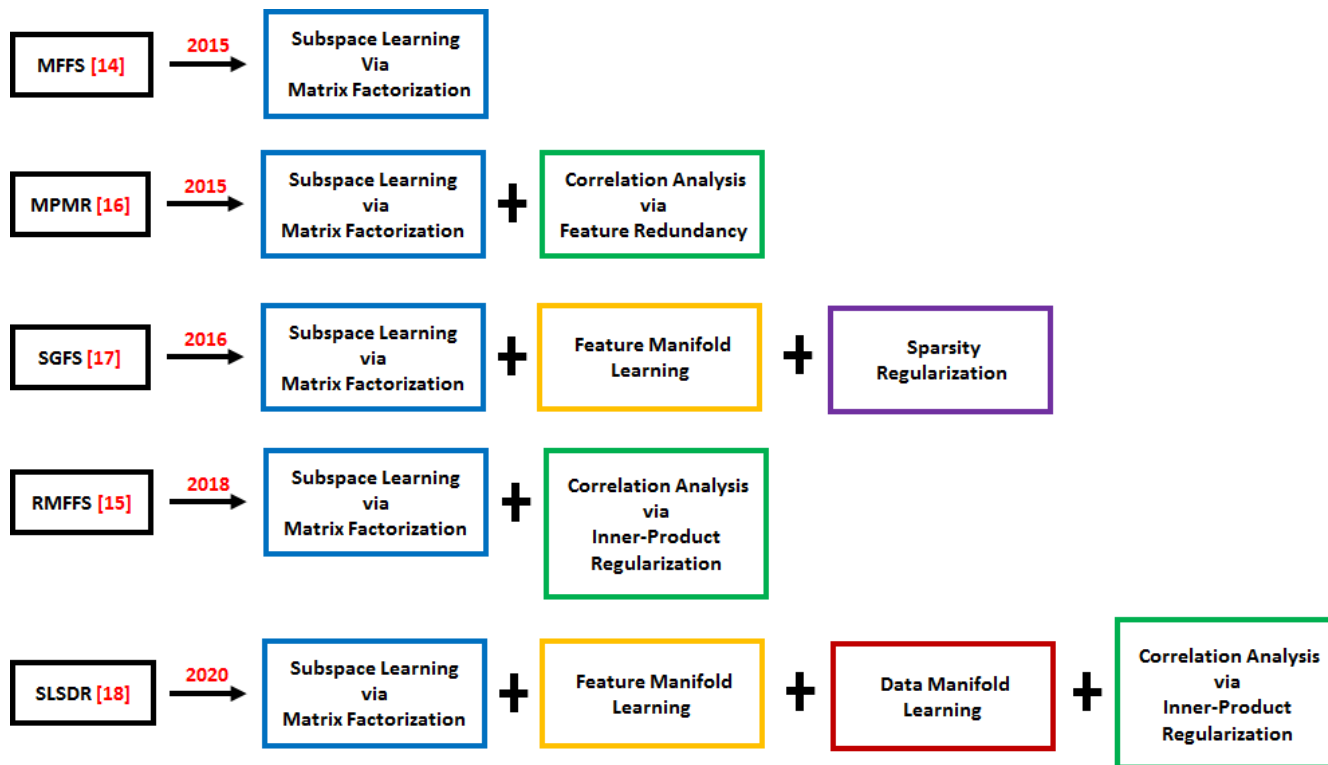 MFFS [14]
2015
Subspace Learning
Via
Matrix Factorization
MPMR [16]
2015
Subspace Learning
via
Matrix Factorization
+
Correlation Analysis
via
Feature Redundancy
SGFS [17]
2016
Subspace Learning
via
Matrix Factorization
+
Feature Manifold
Learning
+
Sparsity
Regularization
RMFFS [15]
2018
Subspace Learning
via
Matrix Factorization
+
Correlation Analysis
via
Inner-Product
Regularization
SLSDR [18]
2020
Subspace Learning
via
Matrix Factorization
+
Feature Manifold
Learning
+
Data Manifold
Learning
+
Correlation Analysis
via
Inner-Product
Regularization